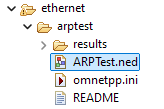 ethernet
arptest
results
ARPTest.ned
omnetpp.ini
README